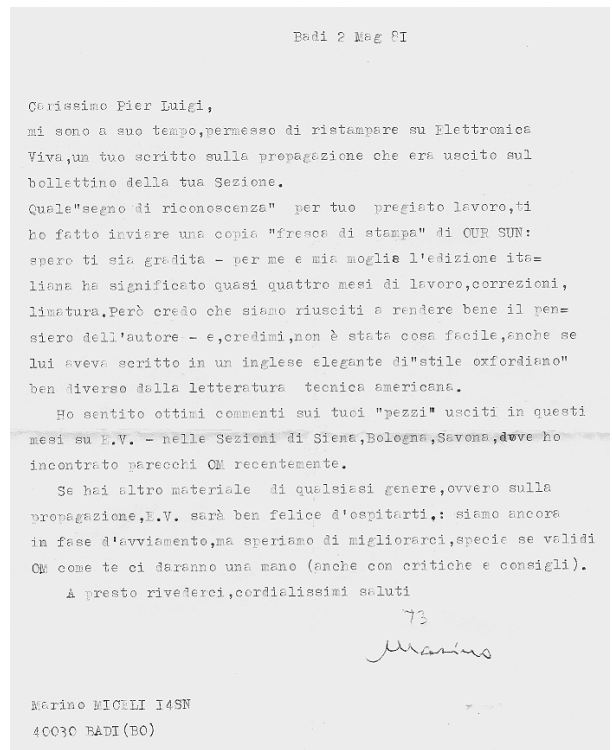 Badi 2 Mag 8I
Carissimo Pier Luigi,
mi sono a suo tempo,permesso di ristampare su Elettronica
Viva,un tuo scritto sulla propagazione che era uscito sul
bollettino della tua Sezione.
Quale"segno di riconoscenza" per tuo pregiato lavoro,ti
ho fatto inviare una copia "fresca di stampa" di OUR SUN:
spero ti sia gradita - per me e mia moglie l'edizione ita=
liana ha significato quasi quattro mesi di lavoro,correzioni,
limatura.Però credo che siamo riusciti a rendere bene il pen=
siero dell'autore - e,credimi,non è stata cosa facile,anche se
lui aveva scritto in un inglese elegante di"stile oxfordiano"
ben diverso dalla letteratura tecnica americana.
Ho sentito ottimi commenti sui tuoi "pezzi" usciti in questi
mesi su E.V. - nelle Sezioni di Siena,Bologna,Savona,dove ho
incontrato parecchi OM recentemente.
Se hai altro materiale di qualsiasi genere,ovvero sulla
propagazione,E.V. sarà ben felice d'ospitarti,: siamo ancora
in fase d'avviamento,ma speriamo di migliorarci,specie se validi
OM come te ci daranno una mano (anche con critiche e consigli).
A presto rivederci,cordialissimi saluti
73
Marino
Marino MICELI I4SN
40030 BADI(BO)